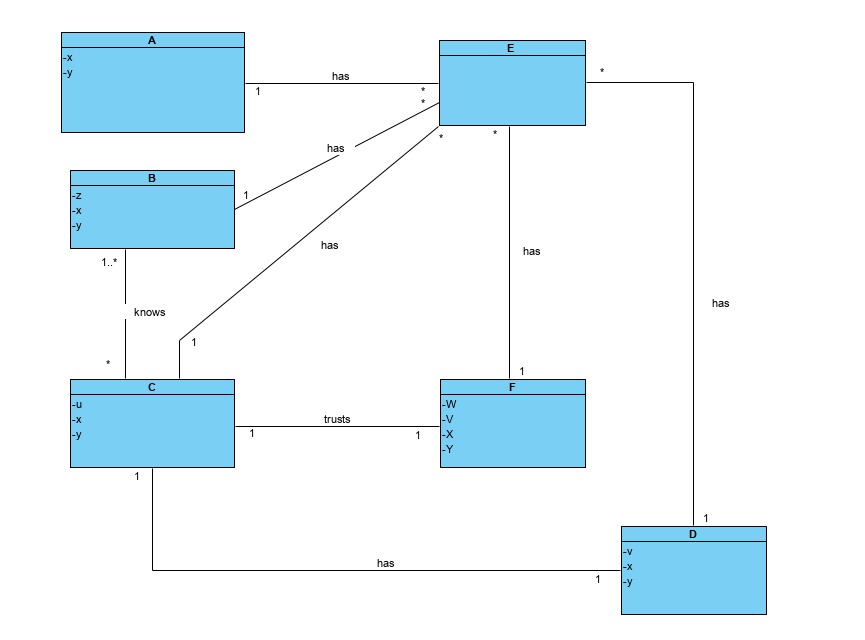 A
-x
-y
E
has
1
*
*
*
has
1
*
*
B
-z
-x
-y
1..*
knows
*
has
1
has
1
has
1
C
-u
-x
-y
trusts
1
1
F
-W
-V
-X
-Y
1
has
1
D
-v
-x
-y